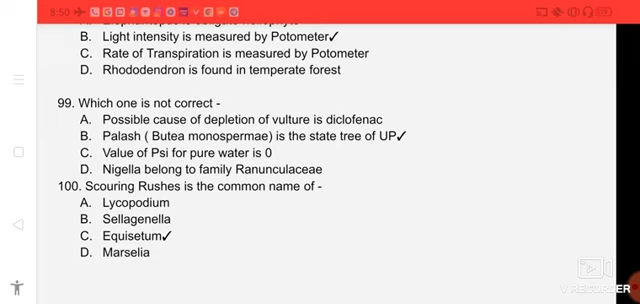 8:50
B. Light intensity is measured by Potometer✓
C. Rate of Transpiration is measured by Potometer
D. Rhododendron is found in temperate forest
99. Which one is not correct -
A. Possible cause of depletion of vulture is diclofenac
B. Palash ( Butea monospermae) is the state tree of UP✓
C. Value of Psi for pure water is 0
D. Nigella belong to family Ranunculaceae
100. Scouring Rushes is the common name of -
A. Lycopodium
B. Sellagenella
C. Equisetum✓
D. Marselia
V RECORDER